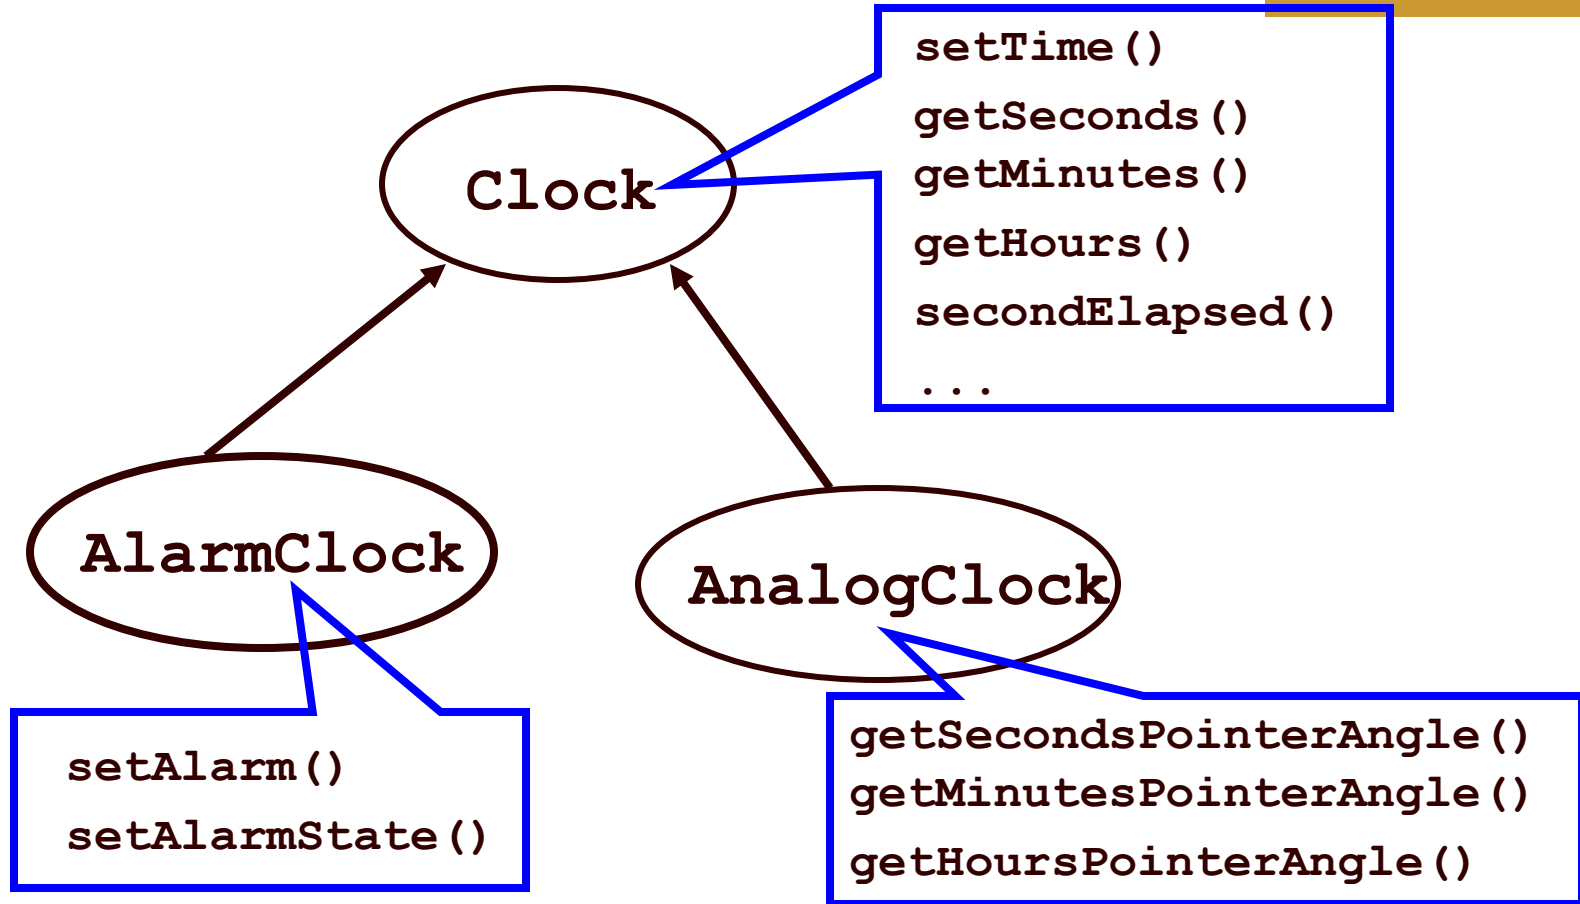 setTime()
getSeconds()
getMinutes()
getHours()
secondElapsed()
...
Clock
AlarmClock
AnalogClock
setAlarm()
setAlarmState()
getSecondsPointerAngle()
getMinutesPointerAngle()
getHoursPointerAngle()